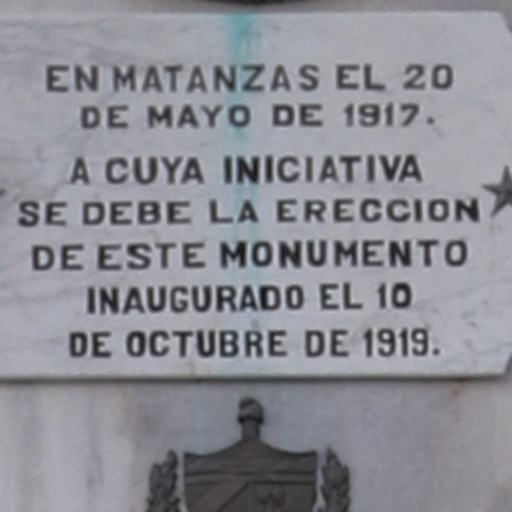 EN MATANZAS EL 20
DE MAYO DE 1917.
A CUYA INICIATIVA
SE DEBE LA ERECCION
DE ESTE MONUMENTO
INAUGURADO EL 10
DE OCTUBRE DE 1919.